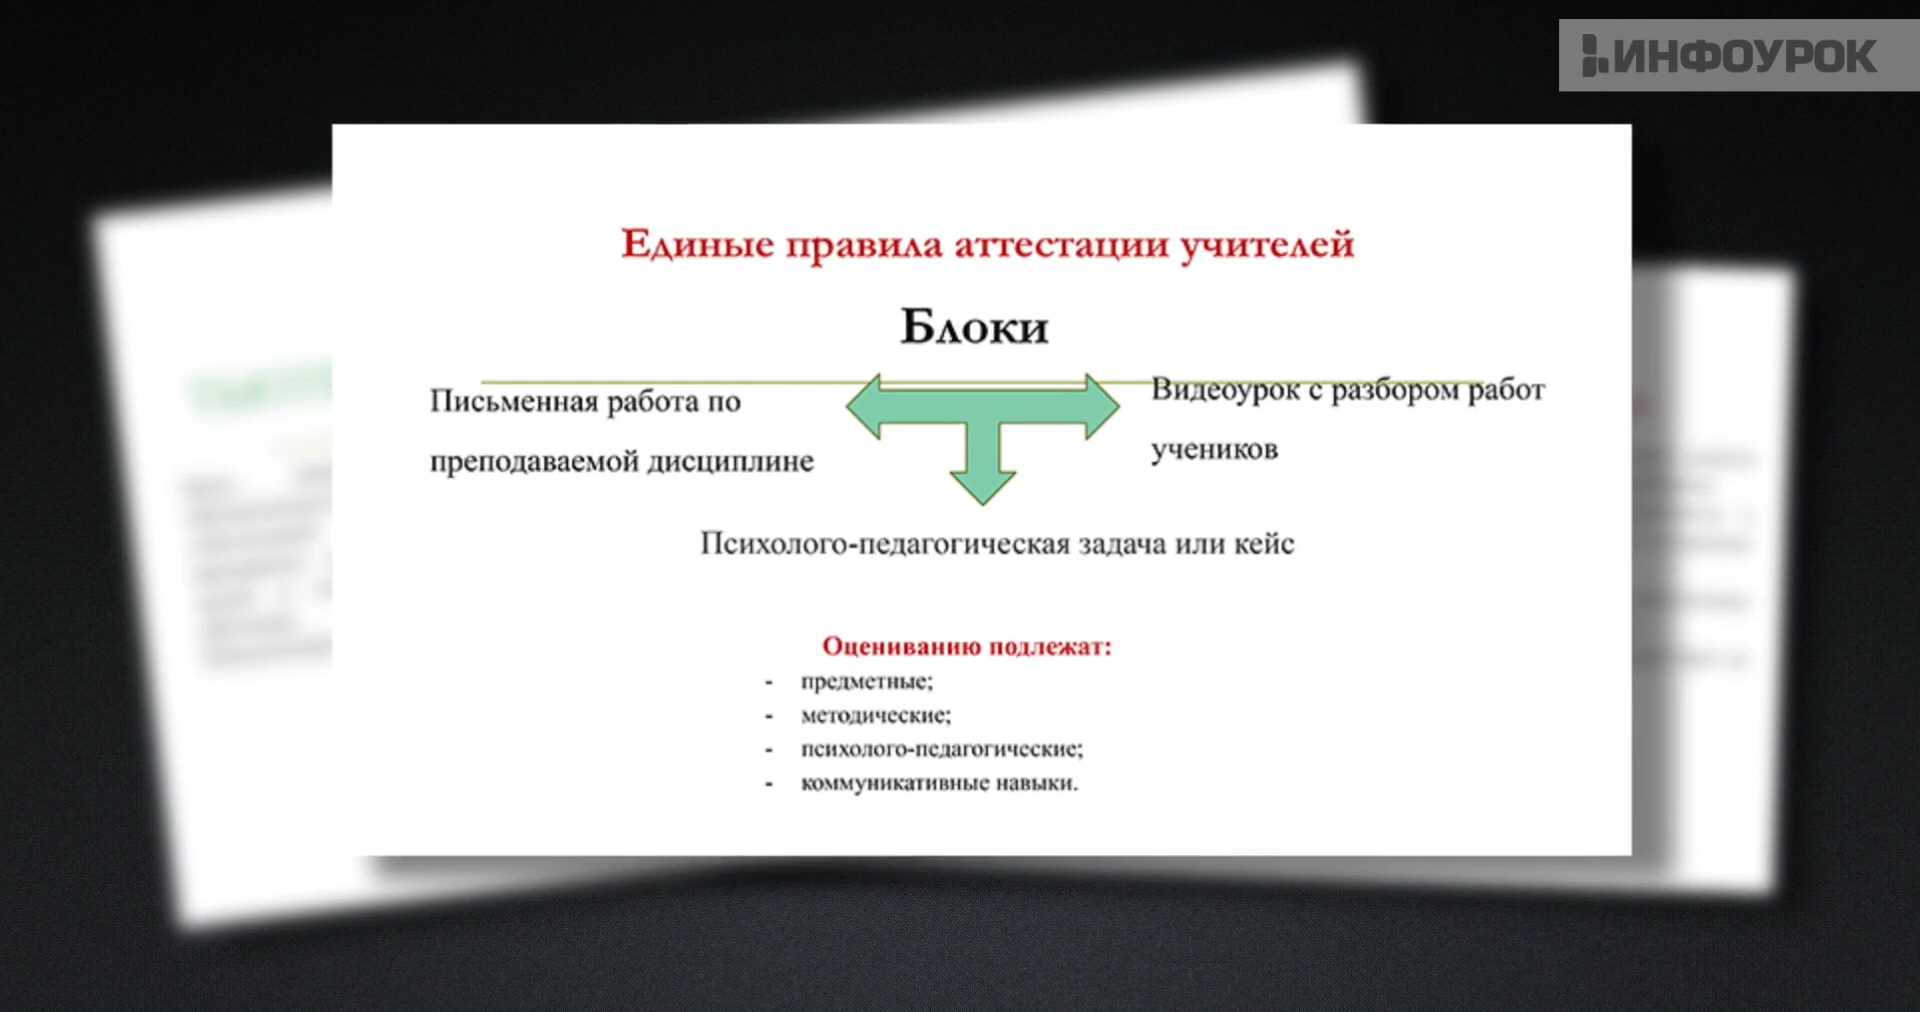 ИНФОУРОК
Единые правила аттестации учителей
Блоки
Письменная работа по
преподаваемой дисциплине
Видеоурок с разбором работ
учеников
Психолого-педагогическая задача или кейс
Оцениванию подлежат:
- предметные;
- методические;
- психолого-педагогические;
- коммуникативные навыки.